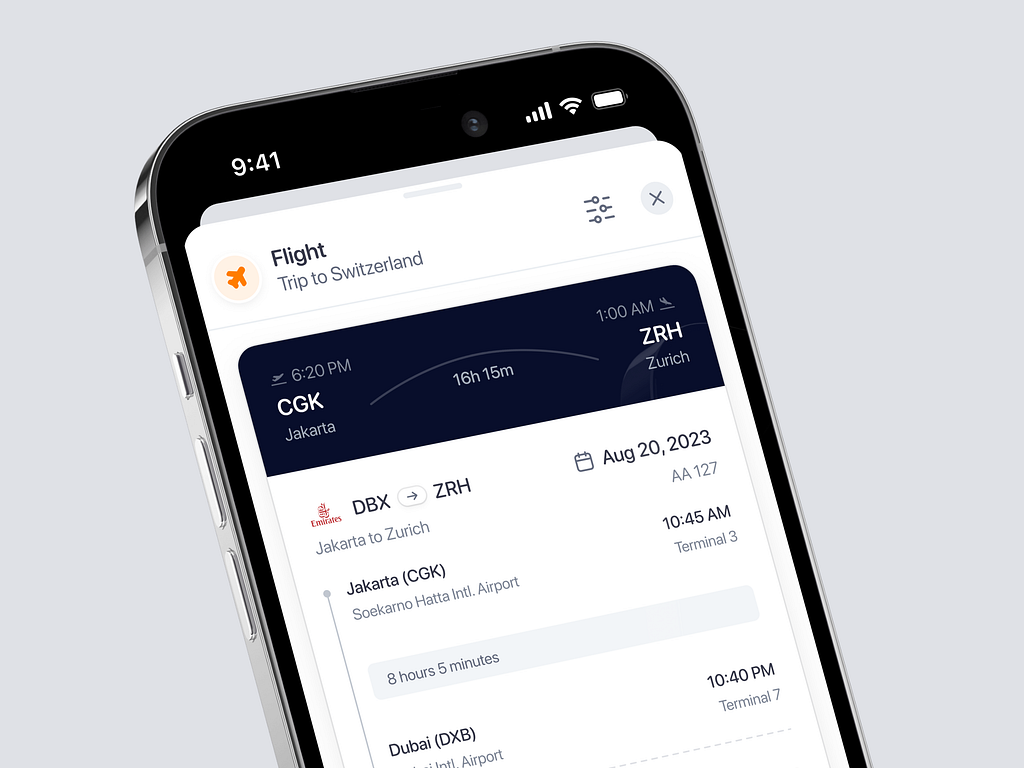 9:41
Flight
Trip to Switzerland
6:20 PM
CGK
Jakarta
16h 15m
1:00 AM
ZRH
Zurich
Emirates
DBX → ZRH
Jakarta to Zurich
Aug 20, 2023
AA 127
Jakarta (CGK)
Soekarno Hatta Intl. Airport
10:45 AM
Terminal 3
8 hours 5 minutes
Dubai (DXB)
Intl. Airport
10:40 PM
Terminal 7